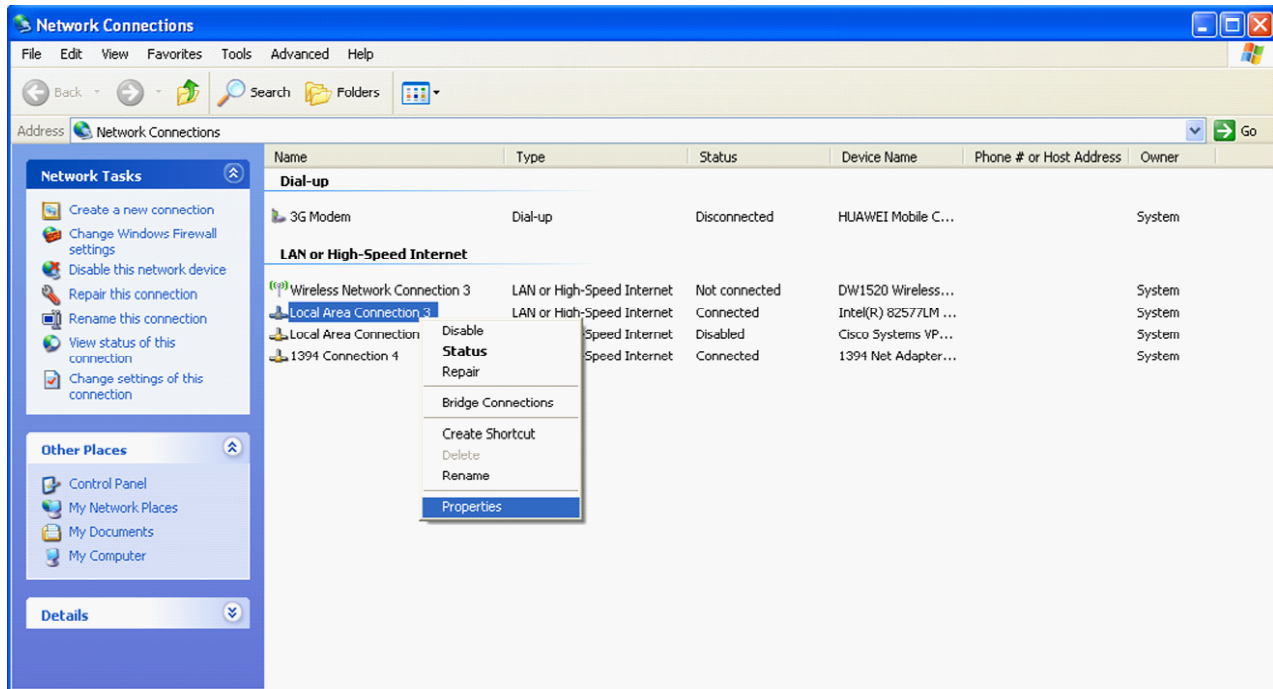 Network Connections
File Edit View Favorites Tools Advanced Help
Back Search Folders
Address Network Connections Go
Network Tasks
Create a new connection
Change Windows Firewall
settings
Disable this network device
Repair this connection
Rename this connection
View status of this
connection
Change settings of this
connection
Other Places
Control Panel
My Network Places
My Documents
My Computer
Details
Name Type Status Device Name Phone # or Host Address Owner
Dial-up
3G Modem Dial-up Disconnected HUAWEI Mobile C... System
LAN or High-Speed Internet
Wireless Network Connection 3 LAN or High-Speed Internet Not connected DW1520 Wireless... System
Local Area Connection 3 LAN or High-Speed Internet Connected Intel(R) 82577LM ... System
Local Area Connection -Speed Internet Disabled Cisco Systems VP... System
1394 Connection 4 -Speed Internet Connected 1394 Net Adapter... System
Disable
Status
Repair
Bridge Connections
Create Shortcut
Delete
Rename
Properties